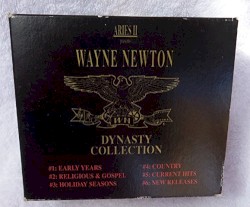 ARIES II
presents
WAYNE NEWTON
DYNASTY
COLLECTION
#1: EARLY YEARS
#2: RELIGIOUS & GOSPEL
#3: HOLIDAY SEASONS
#4: COUNTRY
#5: CURRENT HITS
#6: NEW RELEASES